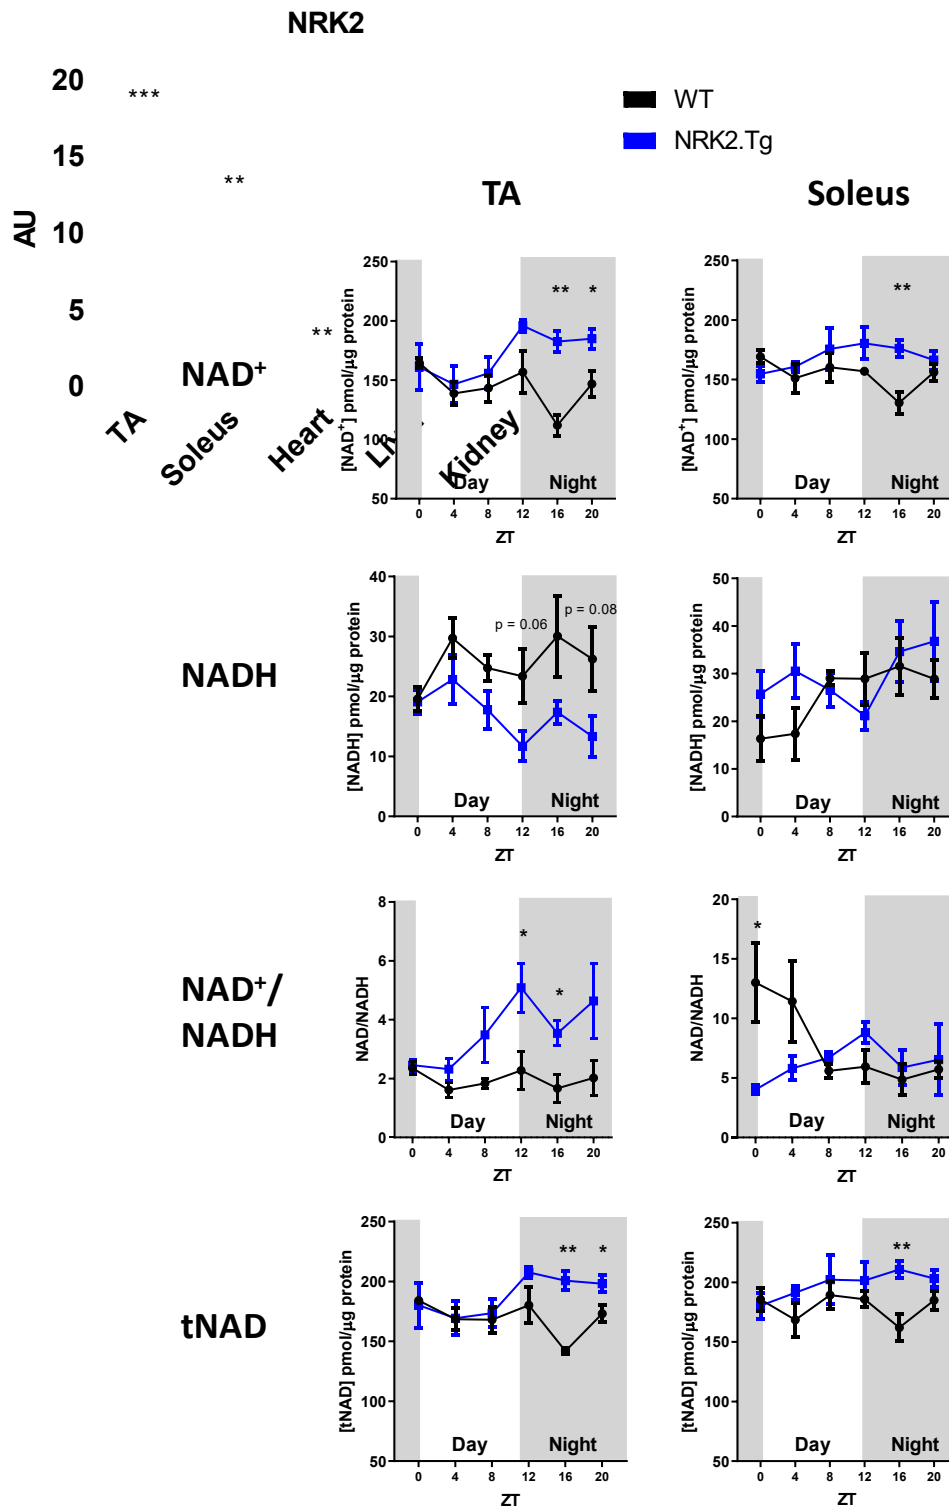 NRK2
20
***
WT
NRK2.Tg
15
**
TA
Soleus
AU
10
5
**
0
NAD⁺
TA
Soleus
Heart
Kidney
[NAD⁺] pmol/µg protein
250
200
150
100
50
** *
Day Night
0 4 8 12 16 20
ZT
[NAD⁺] pmol/µg protein
250
200
150
100
50
**
Day Night
0 4 8 12 16 20
ZT
NADH
[NADH] pmol/µg protein
40
30
20
10
0
p = 0.06
p = 0.08
Day Night
0 4 8 12 16 20
ZT
[NADH] pmol/µg protein
50
40
30
20
10
0
Day Night
0 4 8 12 16 20
ZT
NAD⁺/
NADH
NAD/NADH
8
6
4
2
0
*
*
Day Night
0 4 8 12 16 20
ZT
NAD/NADH
20
15
10
5
0
*
Day Night
0 4 8 12 16 20
ZT
tNAD
[tNAD] pmol/µg protein
250
200
150
100
50
** *
Day Night
0 4 8 12 16 20
ZT
[tNAD] pmol/µg protein
250
200
150
100
50
**
Day Night
0 4 8 12 16 20
ZT